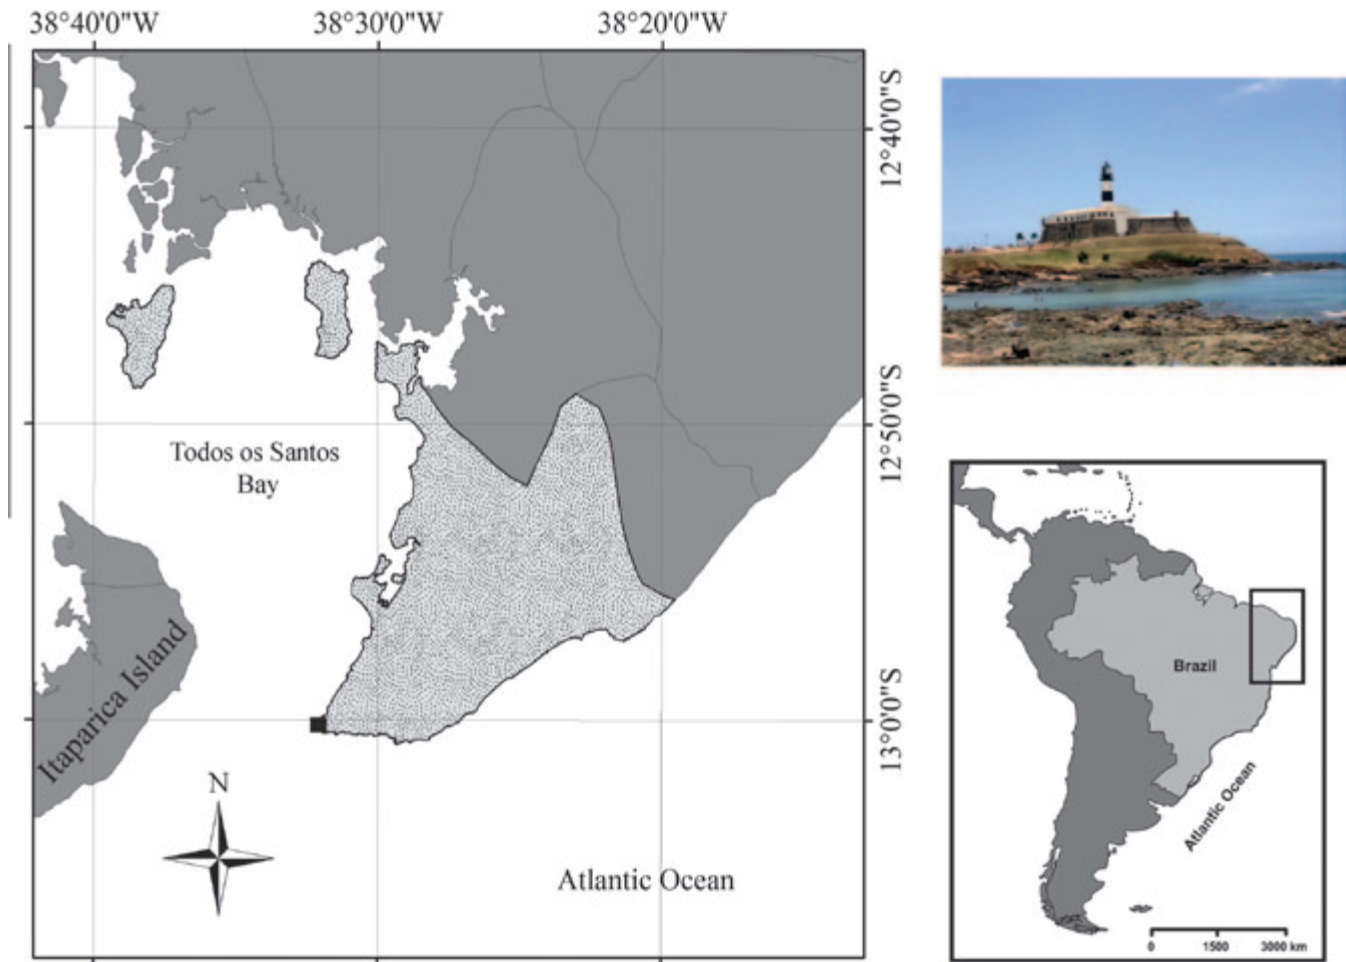 38°40'0"W
38°30'0"W
38°20'0"W
12°40'0"S
12°50'0"S
13°0'0"S
Todos os Santos
Bay
Itaparica Island
N
Atlantic Ocean
Brazil
Atlantic Ocean
0 1500 3000 km